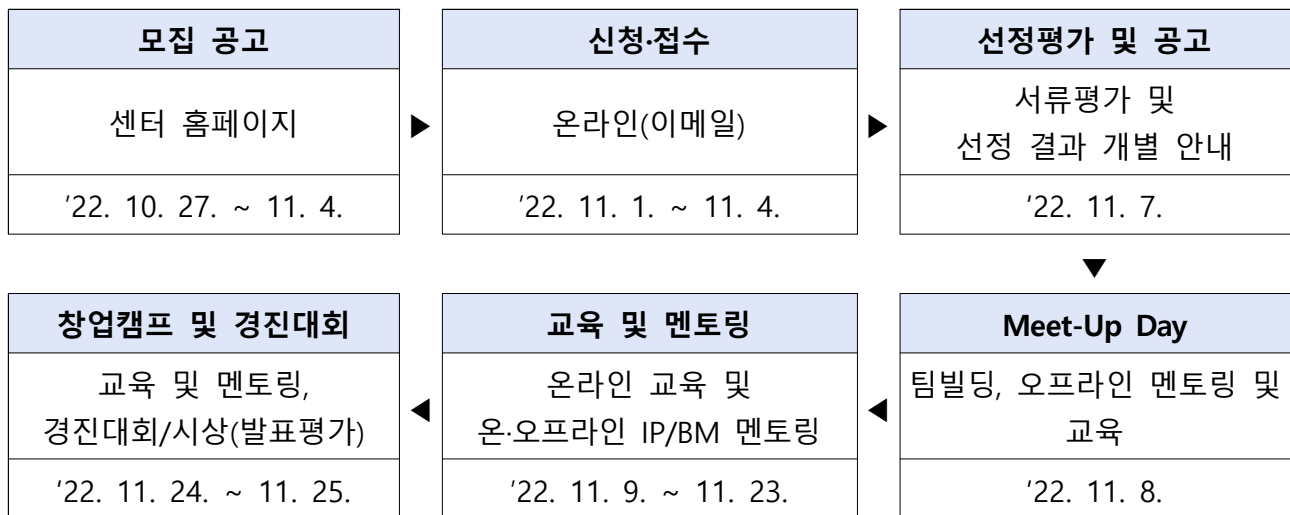 모집 공고
센터 홈페이지
'22. 10. 27. ~ 11. 4.
▶
신청·접수
온라인(이메일)
'22. 11. 1. ~ 11. 4.
▶
선정평가 및 공고
서류평가 및
선정 결과 개별 안내
'22. 11. 7.
▼
Meet-Up Day
팀빌딩, 오프라인 멘토링 및
교육
'22. 11. 8.
◀
교육 및 멘토링
온라인 교육 및
온·오프라인 IP/BM 멘토링
'22. 11. 9. ~ 11. 23.
◀
창업캠프 및 경진대회
교육 및 멘토링,
경진대회/시상(발표평가)
'22. 11. 24. ~ 11. 25.